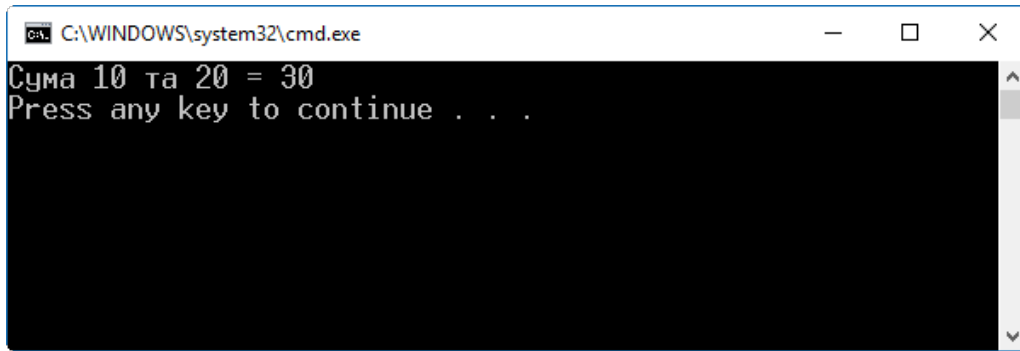 C:\WINDOWS\system32\cmd.exe
Сума 10 та 20 = 30
Press any key to continue . . .